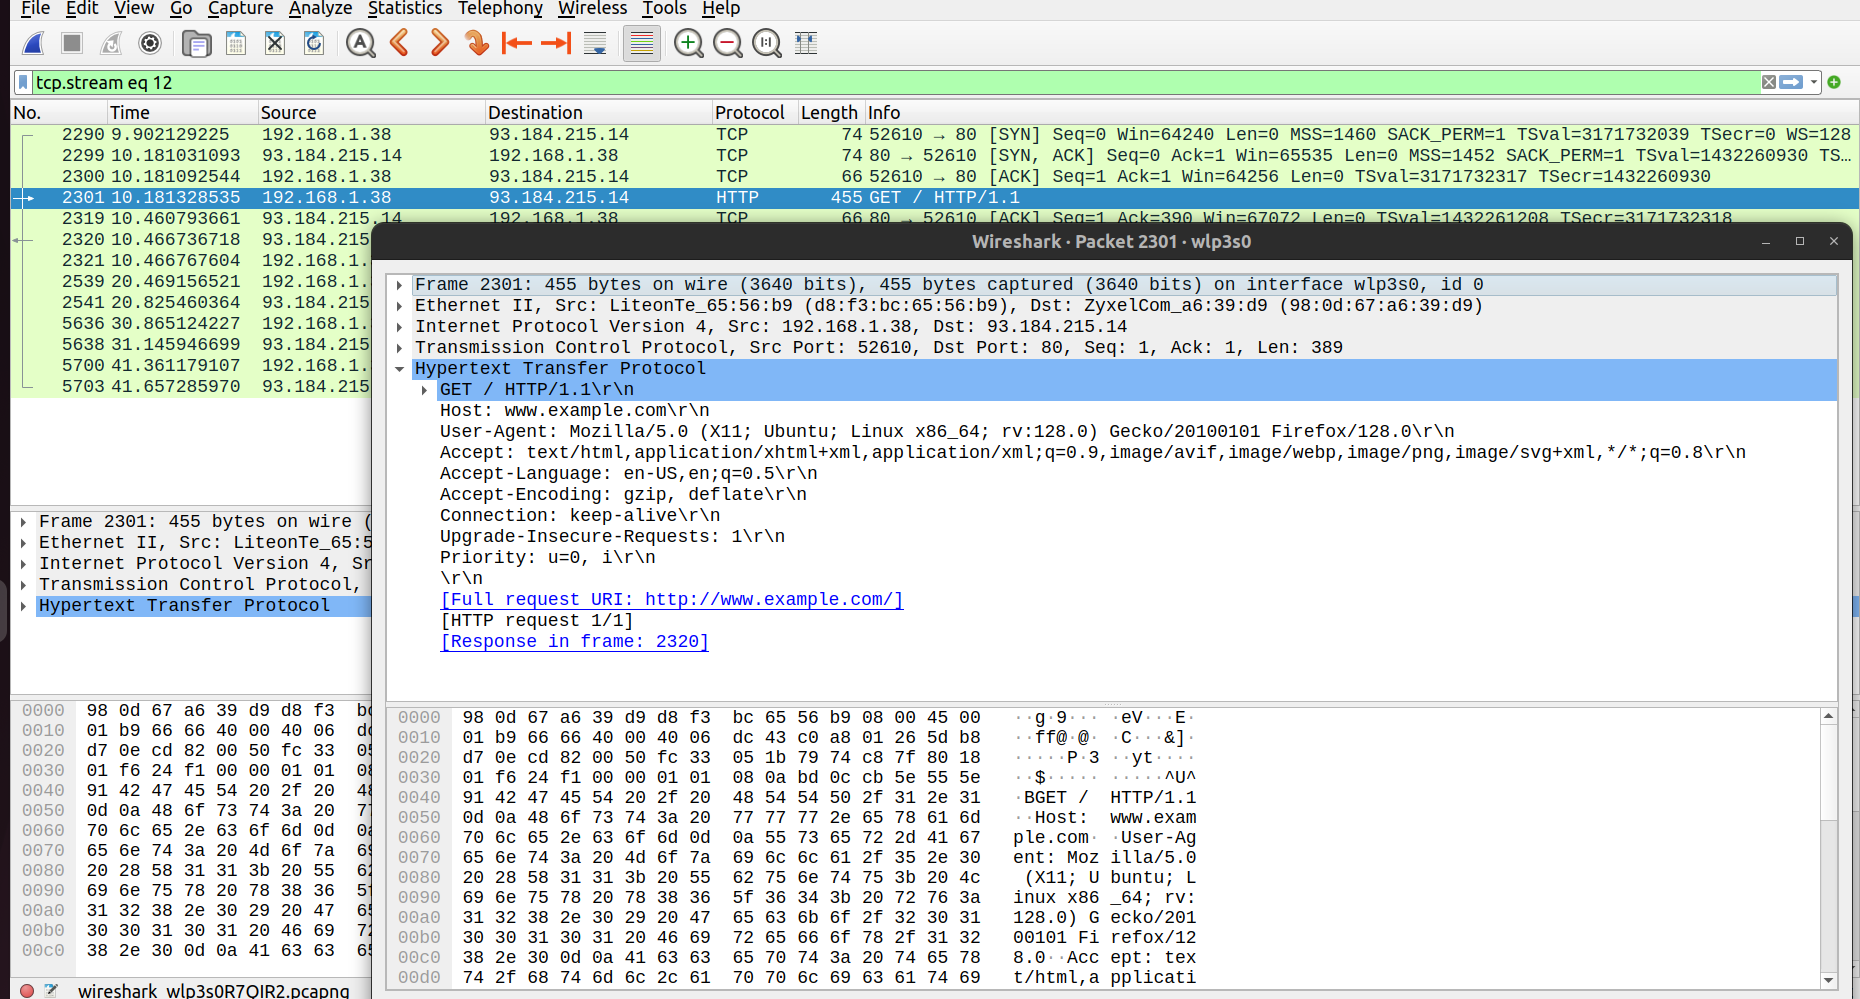 File Edit View Go Capture Analyze Statistics Telephony Wireless Tools Help
tcp.stream eq 12
No. Time Source Destination Protocol Length Info
2290 9.902129225 192.168.1.38 93.184.215.14 TCP 74 52610 → 80 [SYN] Seq=0 Win=64240 Len=0 MSS=1460 SACK_PERM=1 TSval=3171732039 TSecr=0 WS=128
2299 10.181031093 93.184.215.14 192.168.1.38 TCP 74 80 → 52610 [SYN, ACK] Seq=0 Ack=1 Win=65535 Len=0 MSS=1452 SACK_PERM=1 TSval=1432260930 TS…
2300 10.181092544 192.168.1.38 93.184.215.14 TCP 66 52610 → 80 [ACK] Seq=1 Ack=1 Win=64256 Len=0 TSval=3171732317 TSecr=1432260930
2301 10.181328535 192.168.1.38 93.184.215.14 HTTP 455 GET / HTTP/1.1
2319 10.460793661 93.184.215.14 192.168.1.38 TCP 66 80 → 52610 [ACK] Seq=1 Ack=390 Win=67072 Len=0 TSval=1432261208 TSecr=3171732318
2320 10.466736718 93.184.215
2321 10.466767604 192.168.1.
2539 20.469156521 192.168.1.
2541 20.825460364 93.184.215
5636 30.865124227 192.168.1.
5638 31.145946699 93.184.215
5700 41.361179107 192.168.1.
5703 41.657285970 93.184.215
Frame 2301: 455 bytes on wire (
Ethernet II, Src: LiteonTe_65:5
Internet Protocol Version 4, Sr
Transmission Control Protocol,
Hypertext Transfer Protocol
0000 98 0d 67 a6 39 d9 d8 f3 bc
0010 01 b9 66 66 40 00 40 06 dc
0020 d7 0e cd 82 00 50 fc 33 05
0030 01 f6 24 f1 00 00 01 01 08
0040 91 42 47 45 54 20 2f 20 48
0050 0d 0a 48 6f 73 74 3a 20 77
0060 70 6c 65 2e 63 6f 6d 0d 0a
0070 65 6e 74 3a 20 4d 6f 7a 69
0080 20 28 58 31 31 3b 20 55 62
0090 69 6e 75 78 20 78 38 36 5f
00a0 31 32 38 2e 30 29 20 47 65
00b0 30 30 31 30 31 20 46 69 72
00c0 38 2e 30 0d 0a 41 63 63 65
wireshark_wlp3s0R7QIR2.pcapng
Wireshark · Packet 2301 · wlp3s0
Frame 2301: 455 bytes on wire (3640 bits), 455 bytes captured (3640 bits) on interface wlp3s0, id 0
Ethernet II, Src: LiteonTe_65:56:b9 (d8:f3:bc:65:56:b9), Dst: ZyxelCom_a6:39:d9 (98:0d:67:a6:39:d9)
Internet Protocol Version 4, Src: 192.168.1.38, Dst: 93.184.215.14
Transmission Control Protocol, Src Port: 52610, Dst Port: 80, Seq: 1, Ack: 1, Len: 389
Hypertext Transfer Protocol
GET / HTTP/1.1\r\n
Host: www.example.com\r\n
User-Agent: Mozilla/5.0 (X11; Ubuntu; Linux x86_64; rv:128.0) Gecko/20100101 Firefox/128.0\r\n
Accept: text/html,application/xhtml+xml,application/xml;q=0.9,image/avif,image/webp,image/png,image/svg+xml,*/*;q=0.8\r\n
Accept-Language: en-US,en;q=0.5\r\n
Accept-Encoding: gzip, deflate\r\n
Connection: keep-alive\r\n
Upgrade-Insecure-Requests: 1\r\n
Priority: u=0, i\r\n
\r\n
[Full request URI: http://www.example.com/]
[HTTP request 1/1]
[Response in frame: 2320]
0000 98 0d 67 a6 39 d9 d8 f3 bc 65 56 b9 08 00 45 00 ··g·9··· ·eV···E·
0010 01 b9 66 66 40 00 40 06 dc 43 c0 a8 01 26 5d b8 ··ff@·@· ·C···&]·
0020 d7 0e cd 82 00 50 fc 33 05 1b 79 74 c8 7f 80 18 ·····P·3 ··yt····
0030 01 f6 24 f1 00 00 01 01 08 0a bd 0c cb 5e 55 5e ··$····· ·····^U^
0040 91 42 47 45 54 20 2f 20 48 54 54 50 2f 31 2e 31 ·BGET / HTTP/1.1
0050 0d 0a 48 6f 73 74 3a 20 77 77 77 2e 65 78 61 6d ··Host: www.exam
0060 70 6c 65 2e 63 6f 6d 0d 0a 55 73 65 72 2d 41 67 ple.com· ·User-Ag
0070 65 6e 74 3a 20 4d 6f 7a 69 6c 6c 61 2f 35 2e 30 ent: Moz illa/5.0
0080 20 28 58 31 31 3b 20 55 62 75 6e 74 75 3b 20 4c (X11; U buntu; L
0090 69 6e 75 78 20 78 38 36 5f 36 34 3b 20 72 76 3a inux x86 _64; rv:
00a0 31 32 38 2e 30 29 20 47 65 63 6b 6f 2f 32 30 31 128.0) G ecko/201
00b0 30 30 31 30 31 20 46 69 72 65 66 6f 78 2f 31 32 00101 Fi refox/12
00c0 38 2e 30 0d 0a 41 63 63 65 70 74 3a 20 74 65 78 8.0··Acc ept: tex
00d0 74 2f 68 74 6d 6c 2c 61 70 70 6c 69 63 61 74 69 t/html,a pplicati